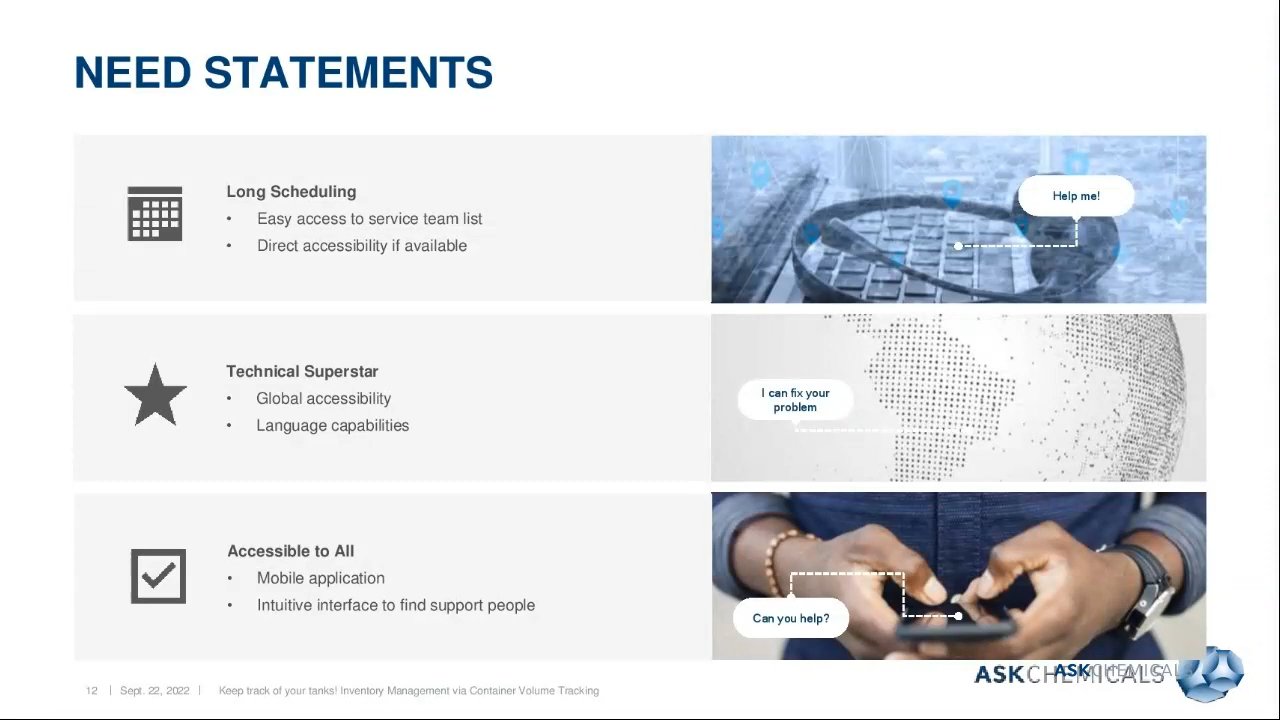 NEED STATEMENTS
Long Scheduling
• Easy access to service team list
• Direct accessibility if available
Help me!
Technical Superstar
• Global accessibility
• Language capabilities
I can fix your
problem
Accessible to All
• Mobile application
• Intuitive interface to find support people
Can you help?
12 | Sept. 22, 2022 | Keep track of your tanks! Inventory Management via Container Volume Tracking
ASKCHEMICALS
ASKCHEMICALS